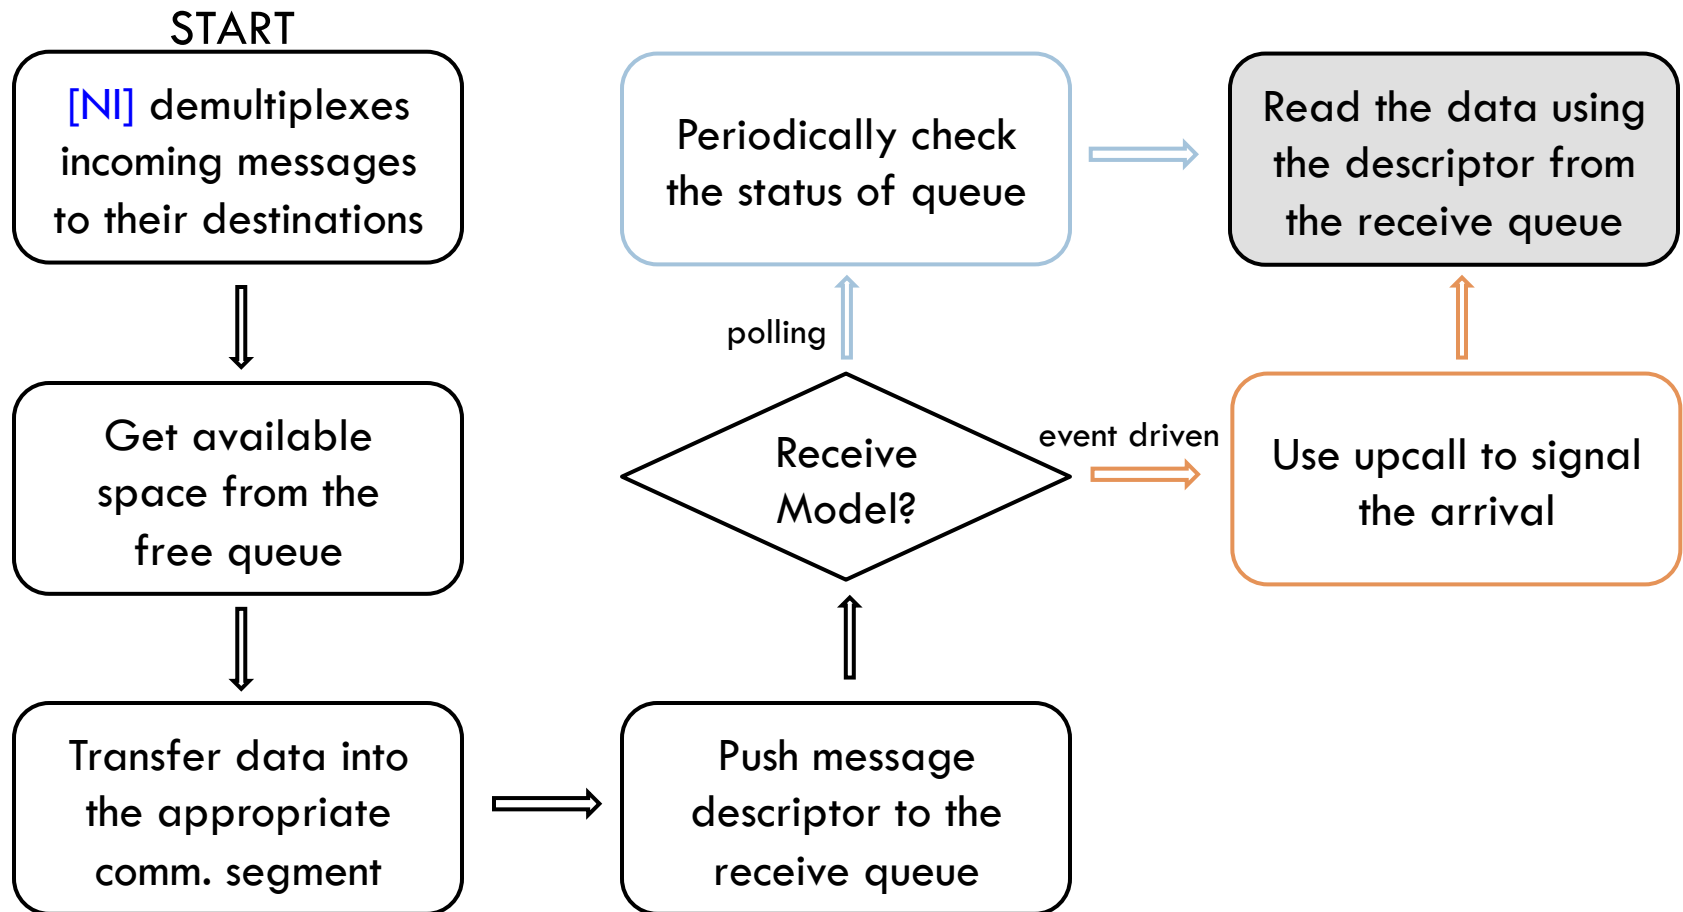 START
[NI] demultiplexes
incoming messages
to their destinations
Get available
space from the
free queue
Transfer data into
the appropriate
comm. segment
Push message
descriptor to the
receive queue
Receive
Model?
polling
Periodically check
the status of queue
event driven
Use upcall to signal
the arrival
Read the data using
the descriptor from
the receive queue